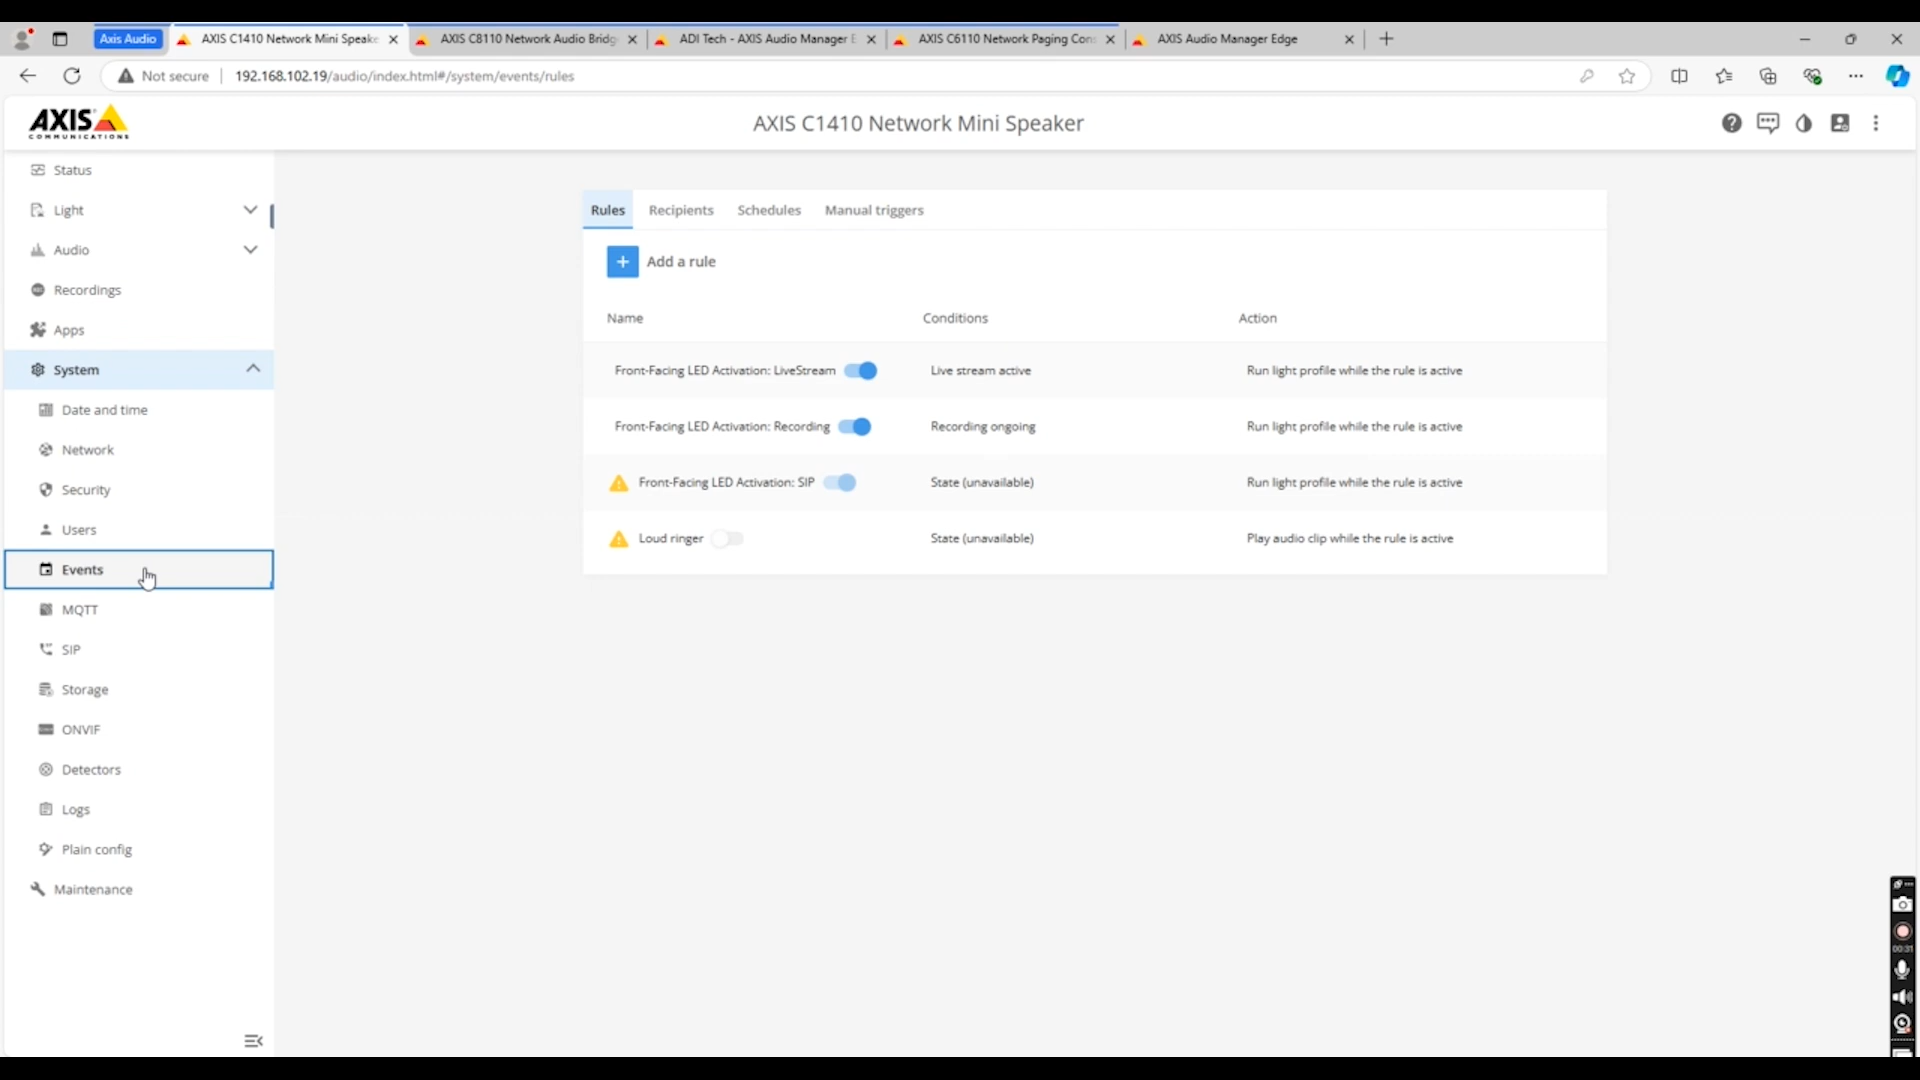 Axis Audio
AXIS C1410 Network Mini Speake
AXIS C8110 Network Audio Bridg
ADI Tech - AXIS Audio Manager E
AXIS C6110 Network Paging Cons
AXIS Audio Manager Edge
Not secure
192.168.102.19/audio/index.html#/system/events/rules
AXIS
COMMUNICATIONS
AXIS C1410 Network Mini Speaker
Status
Light
Audio
Recordings
Apps
System
Date and time
Network
Security
Users
Events
MQTT
SIP
Storage
ONVIF
Detectors
Logs
Plain config
Maintenance
Rules Recipients Schedules Manual triggers
+ Add a rule
Name Conditions Action
Front-Facing LED Activation: LiveStream Live stream active Run light profile while the rule is active
Front-Facing LED Activation: Recording Recording ongoing Run light profile while the rule is active
Front-Facing LED Activation: SIP State (unavailable) Run light profile while the rule is active
Loud ringer State (unavailable) Play audio clip while the rule is active
00:31